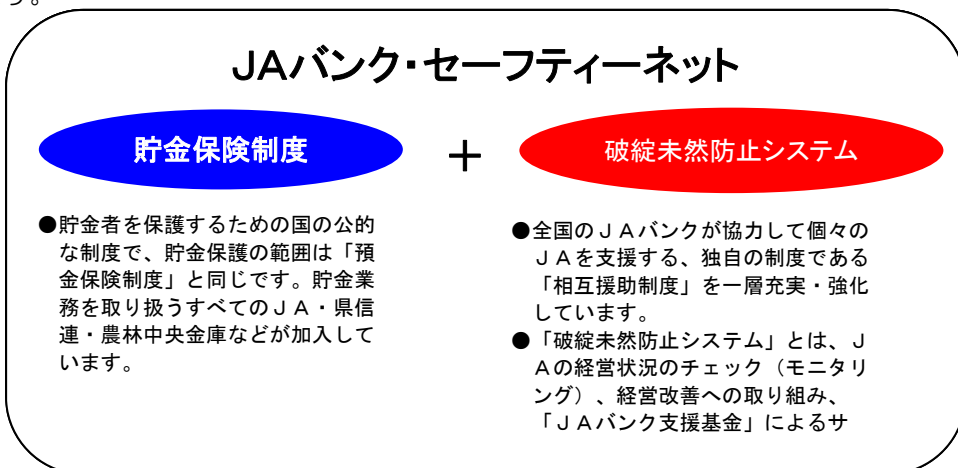 う。
JAバンク・セーフティーネット
貯金保険制度
+
破綻未然防止システム
●貯金者を保護するための国の公的
な制度で、貯金保護の範囲は「預
金保険制度」と同じです。貯金業
務を取り扱うすべてのＪＡ・県信
連・農林中央金庫などが加入して
います。
●全国のＪＡバンクが協力して個々の
ＪＡを支援する、独自の制度である
「相互援助制度」を一層充実・強化
しています。
●「破綻未然防止システム」とは、Ｊ
Ａの経営状況のチェック（モニタリ
ング）、経営改善への取り組み、
「ＪＡバンク支援基金」によるサ